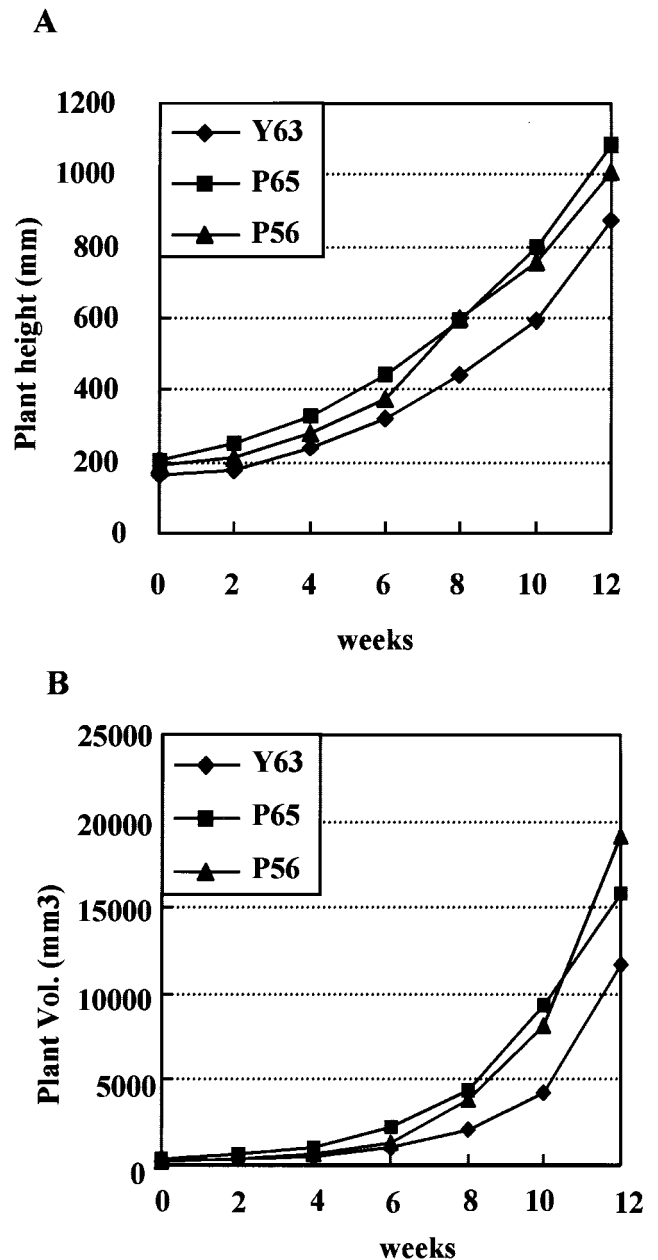 A
1200
1000
800
600
400
200
0
Plant height (mm)
Y63
P65
P56
0 2 4 6 8 10 12
weeks
B
25000
20000
15000
10000
5000
0
Plant Vol. (mm3)
Y63
P65
P56
0 2 4 6 8 10 12
weeks